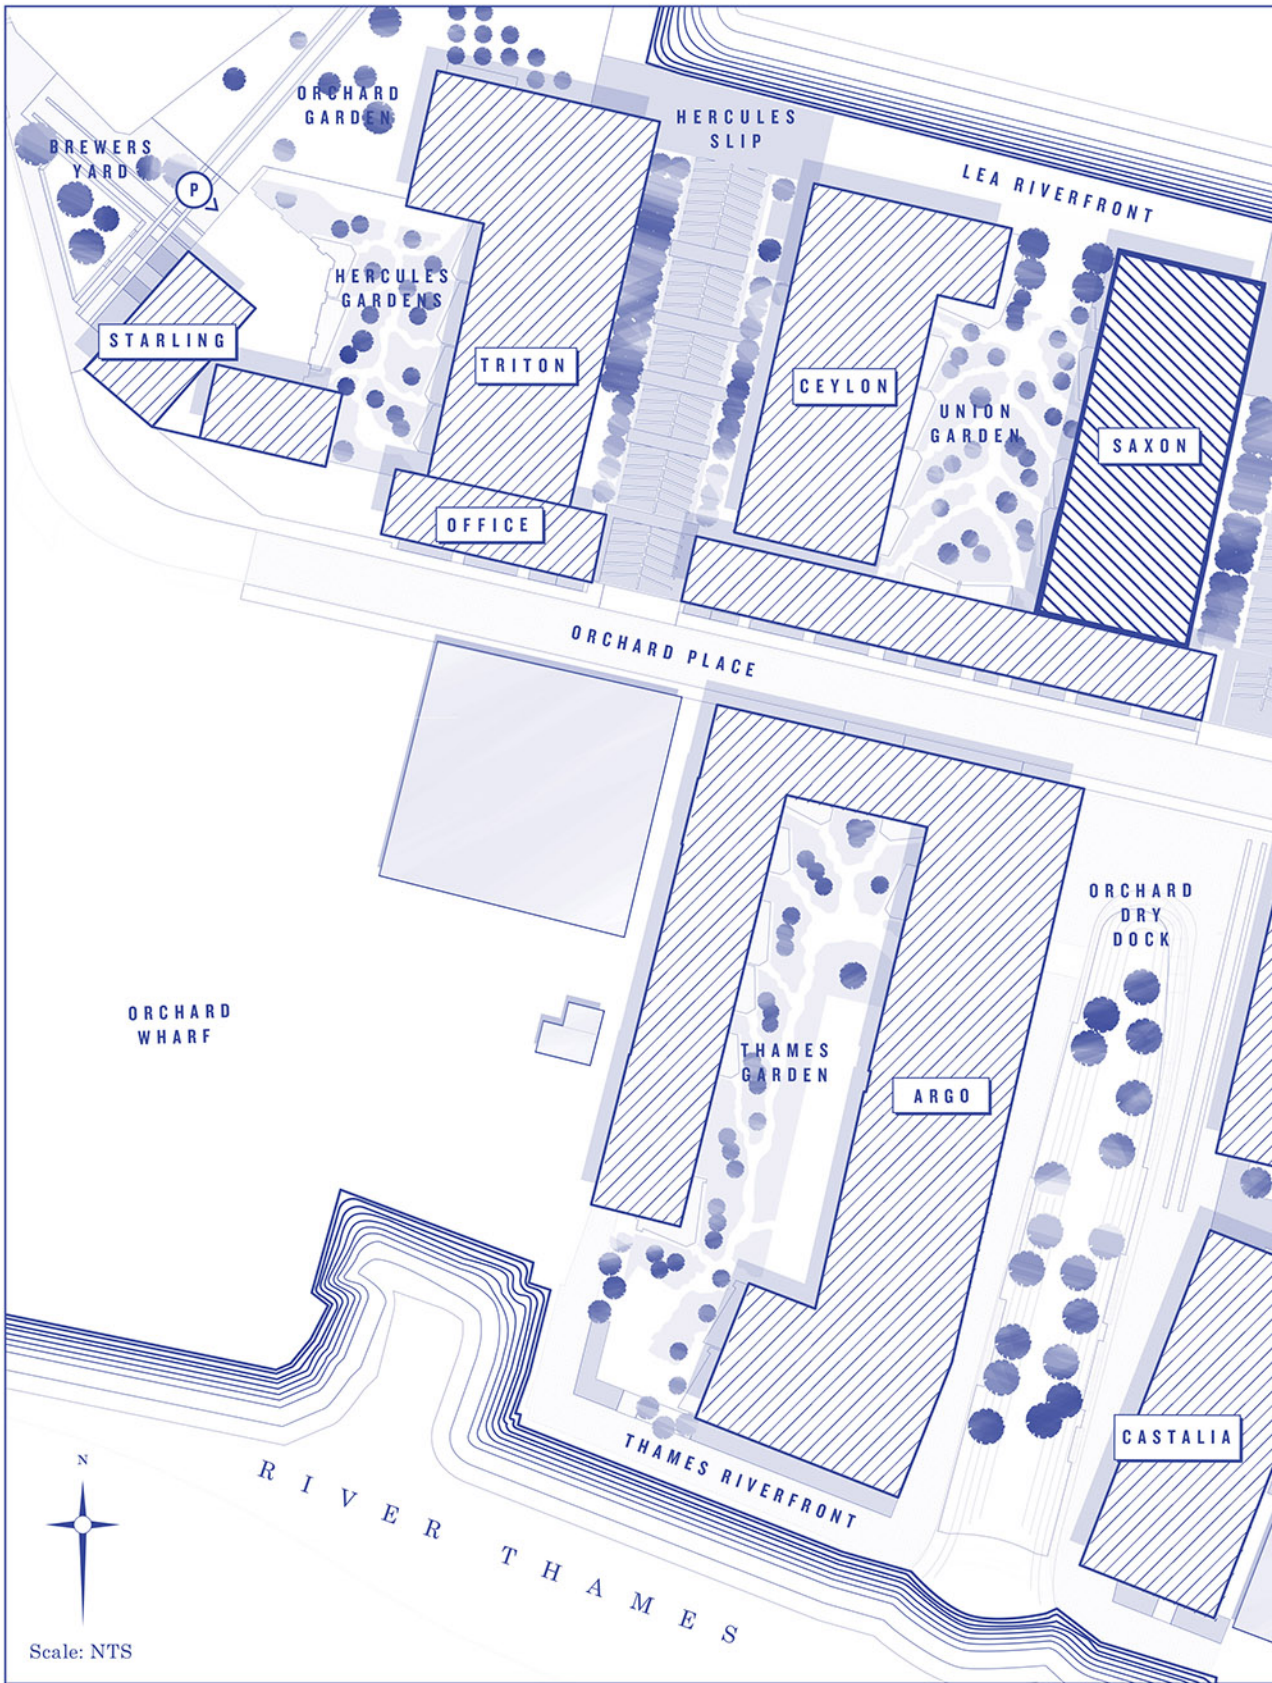 ORCHARD
GARDEN
HERCULES
SLIP
BREWERS
YARD
P
LEA RIVERFRONT
HERCULES
GARDENS
STARLING
TRITON
CEYLON
UNION
GARDEN
SAXON
OFFICE
ORCHARD PLACE
ORCHARD
DRY
DOCK
ORCHARD
WHARF
THAMES
GARDEN
ARGO
CASTALIA
THAMES RIVERFRONT
RIVER THAMES
N
Scale: NTS